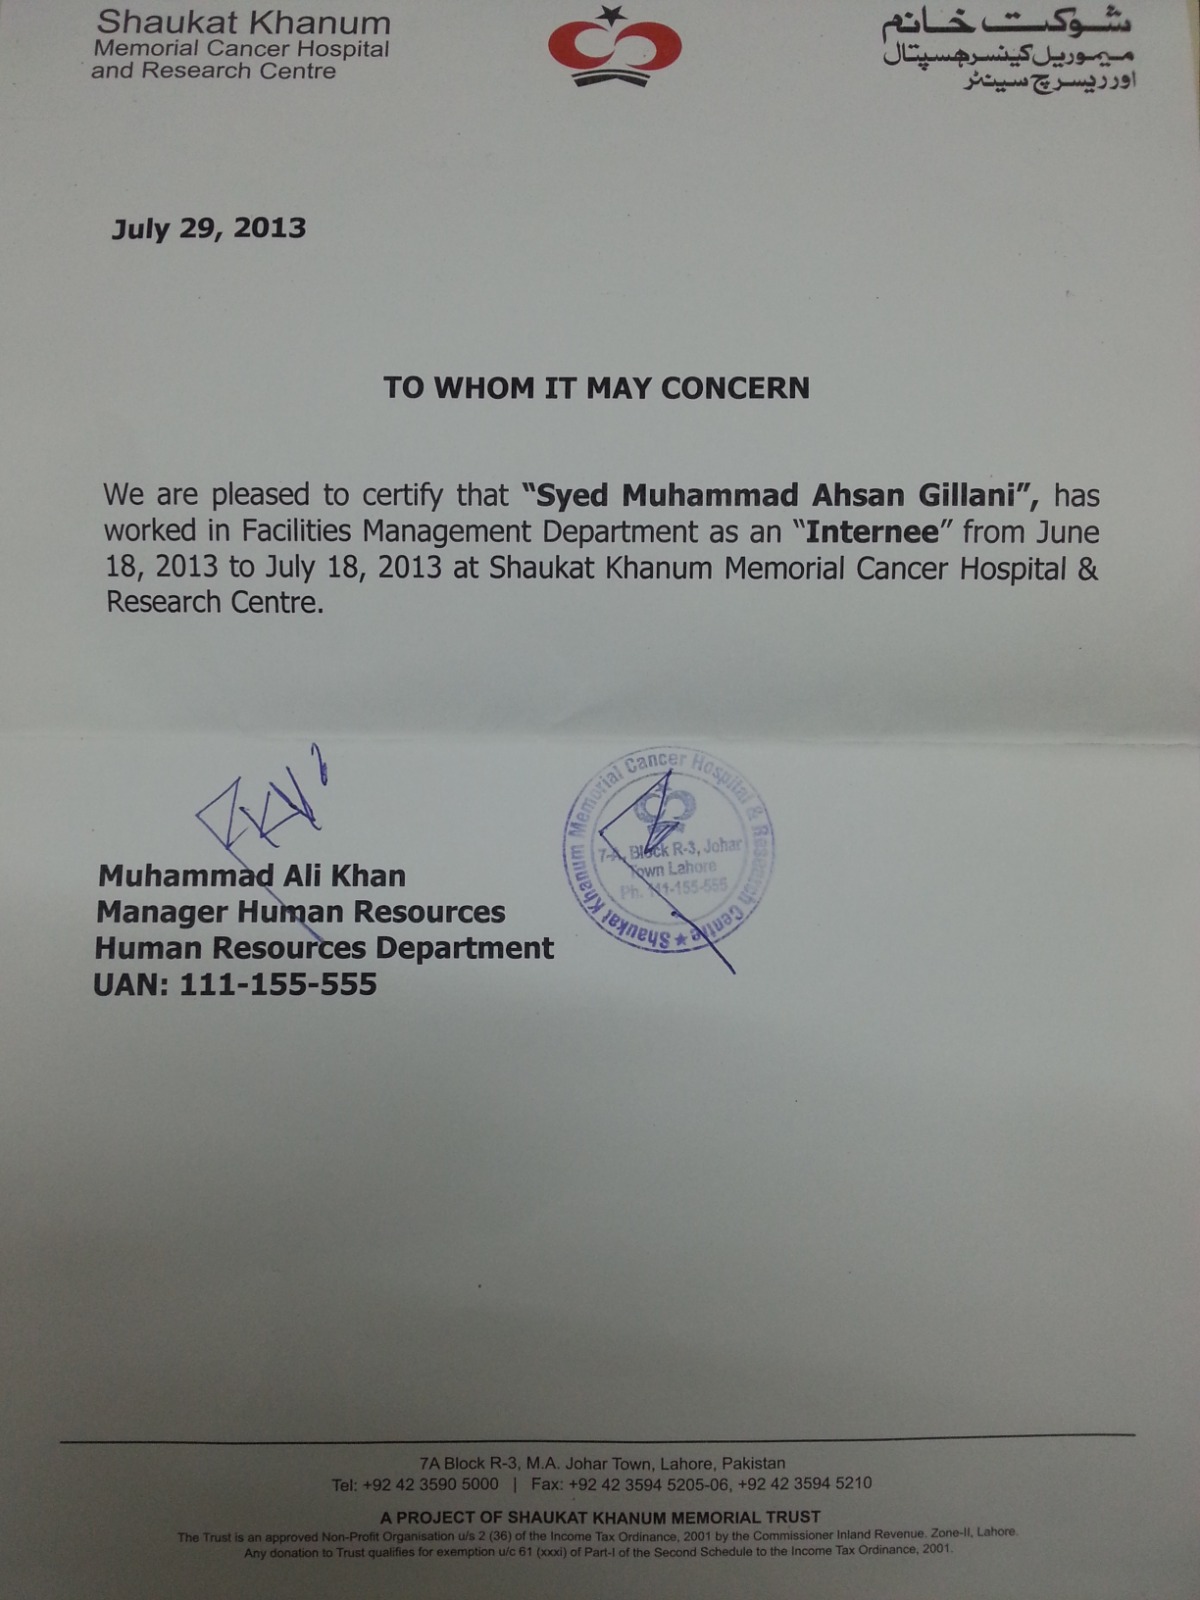 Shaukat Khanum
Memorial Cancer Hospital
and Research Centre
شوکت خانم
میموریل کینسر ہسپتال
اور ریسرچ سینٹر
July 29, 2013
TO WHOM IT MAY CONCERN
We are pleased to certify that “Syed Muhammad Ahsan Gillani”, has
worked in Facilities Management Department as an “Internee” from June
18, 2013 to July 18, 2013 at Shaukat Khanum Memorial Cancer Hospital &
Research Centre.
Muhammad Ali Khan
Manager Human Resources
Human Resources Department
UAN: 111-155-555
Shaukat Khanum Memorial Cancer Hospital & Research Centre ★
7-A, Block R-3, Johar
Town Lahore
Ph. 111-155-555
7A Block R-3, M.A. Johar Town, Lahore, Pakistan
Tel: +92 42 3590 5000 | Fax: +92 42 3594 5205-06, +92 42 3594 5210
A PROJECT OF SHAUKAT KHANUM MEMORIAL TRUST
The Trust is an approved Non-Profit Organisation u/s 2 (36) of the Income Tax Ordinance, 2001 by the Commissioner Inland Revenue. Zone-II, Lahore.
Any donation to Trust qualifies for exemption u/c 61 (xxxi) of Part-I of the Second Schedule to the Income Tax Ordinance, 2001.